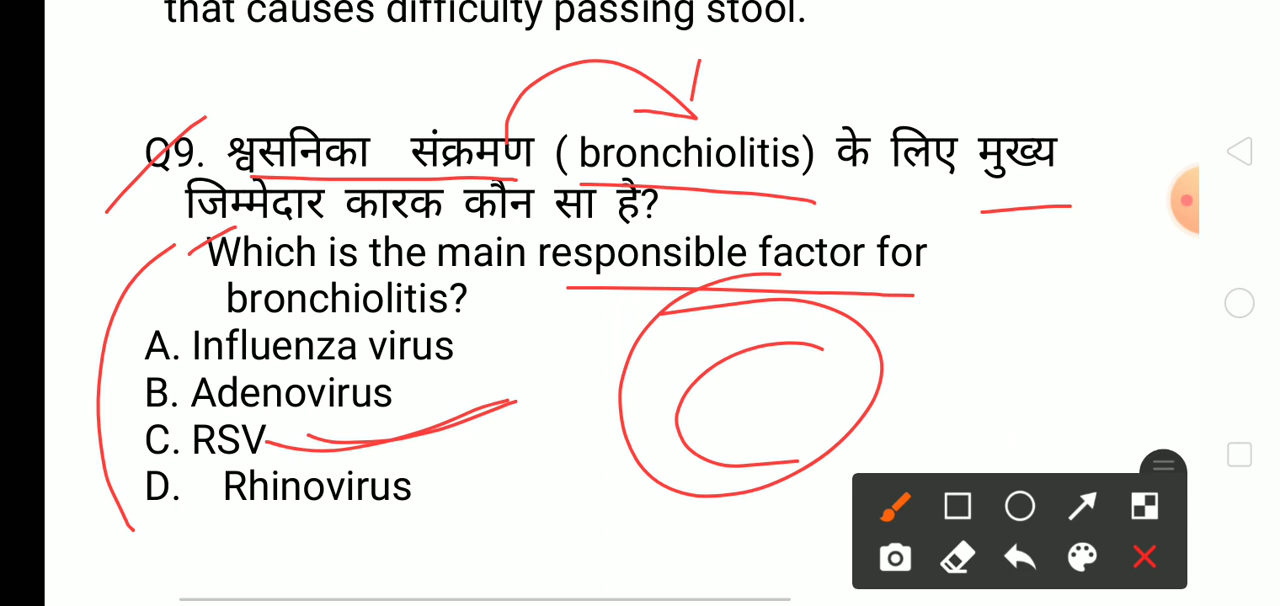 that causes difficulty passing stool.
Q9. श्वसनिका संक्रमण ( bronchiolitis) के लिए मुख्य
जिम्मेदार कारक कौन सा है?
Which is the main responsible factor for
bronchiolitis?
A. Influenza virus
B. Adenovirus
C. RSV
D. Rhinovirus
C